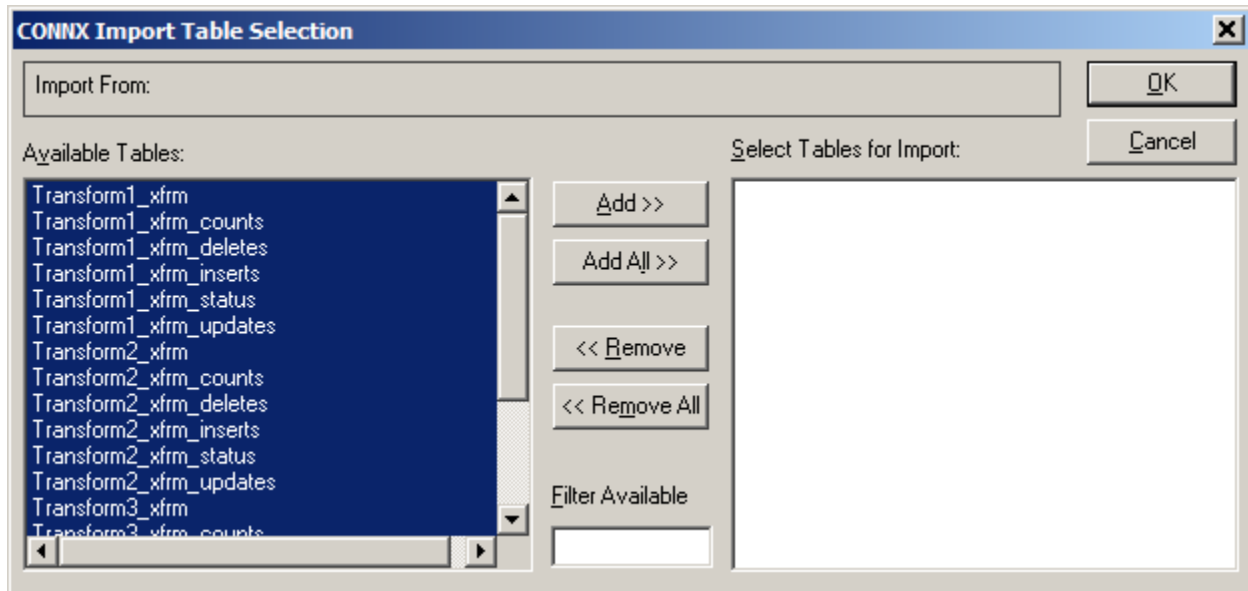 CONNX Import Table Selection
Import From:
OK
Cancel
Available Tables:
Select Tables for Import:
Transform1_xfrm
Transform1_xfrm_counts
Transform1_xfrm_deletes
Transform1_xfrm_inserts
Transform1_xfrm_status
Transform1_xfrm_updates
Transform2_xfrm
Transform2_xfrm_counts
Transform2_xfrm_deletes
Transform2_xfrm_inserts
Transform2_xfrm_status
Transform2_xfrm_updates
Transform3_xfrm
Transform3_xfrm_counts
Add >>
Add All >>
<< Remove
<< Remove All
Filter Available